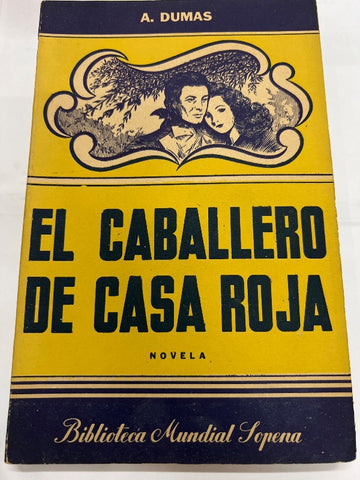 A. DUMAS
EL CABALLERO
DE CASA ROJA
NOVELA
Biblioteca Mundial Sopena